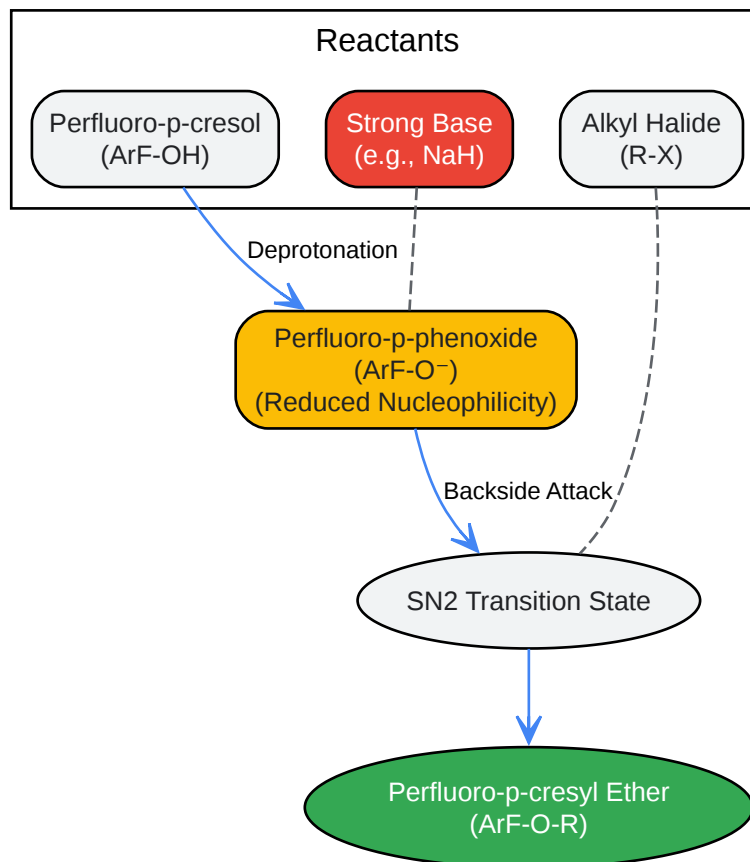 Reactants
Perfluoro-p-cresol
(ArF-OH)
Strong Base
(e.g., NaH)
Alkyl Halide
(R-X)
Deprotonation
Perfluoro-p-phenoxide
(ArF-O⁻)
(Reduced Nucleophilicity)
Backside Attack
SN2 Transition State
Perfluoro-p-cresyl Ether
(ArF-O-R)